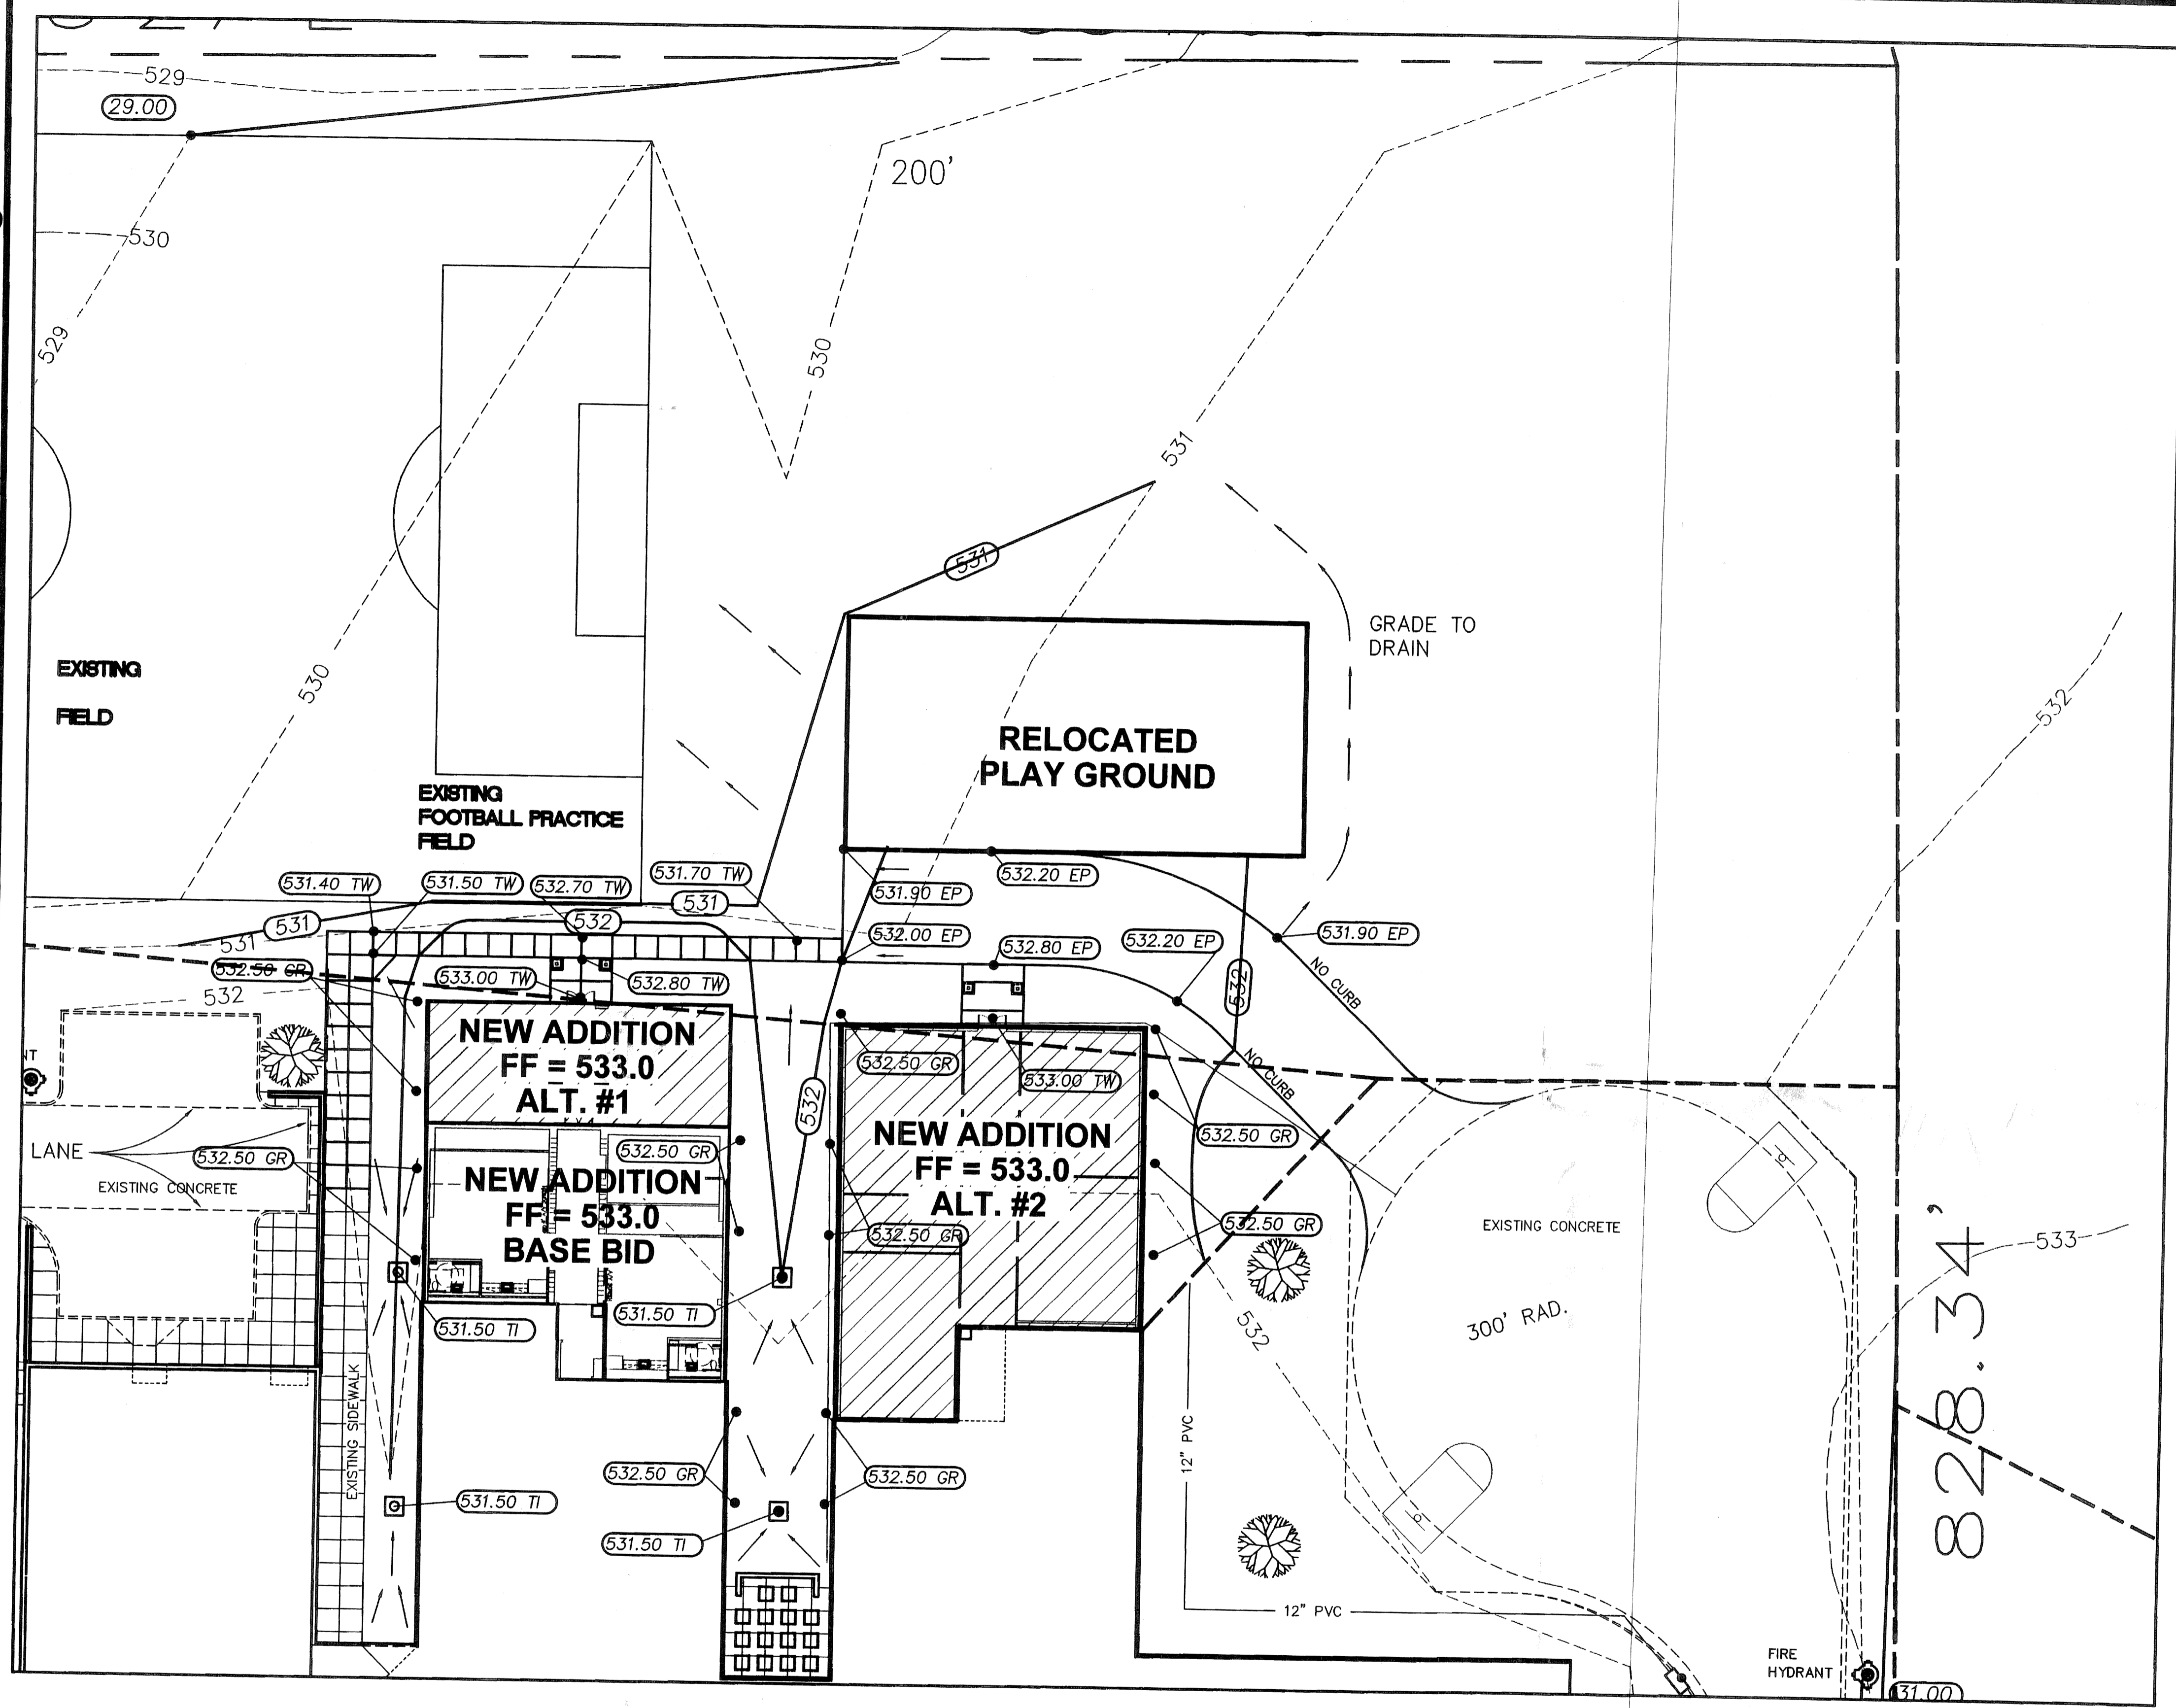 529
29.00
200'
530
529
530
531
531
530
GRADE TO
DRAIN
EXISTING
FIELD
532
RELOCATED
PLAY GROUND
EXISTING
FOOTBALL PRACTICE
FIELD
531.40 TW
531.50 TW
532.70 TW
531.70 TW
532.20 EP
531.90 EP
531
532
531
531
532.00 EP
532.80 EP
532.20 EP
531.90 EP
532.50 GR
533.00 TW
532.80 TW
532
532
NO CURB
NEW ADDITION
FF = 533.0
ALT. #1
532.50 GR
533.00 TW
NO CURB
532
NEW ADDITION
FF = 533.0
ALT. #2
532.50 GR
LANE
EXISTING CONCRETE
532.50 GR
532.50 GR
NEW ADDITION
FF = 533.0
BASE BID
532.50 GR
532.50 GR
EXISTING CONCRETE
533
828.34'
531.50 TI
531.50 TI
532
300' RAD.
EXISTING SIDEWALK
12" PVC
532.50 GR
532.50 GR
531.50 TI
531.50 TI
12" PVC
FIRE
HYDRANT
531.00